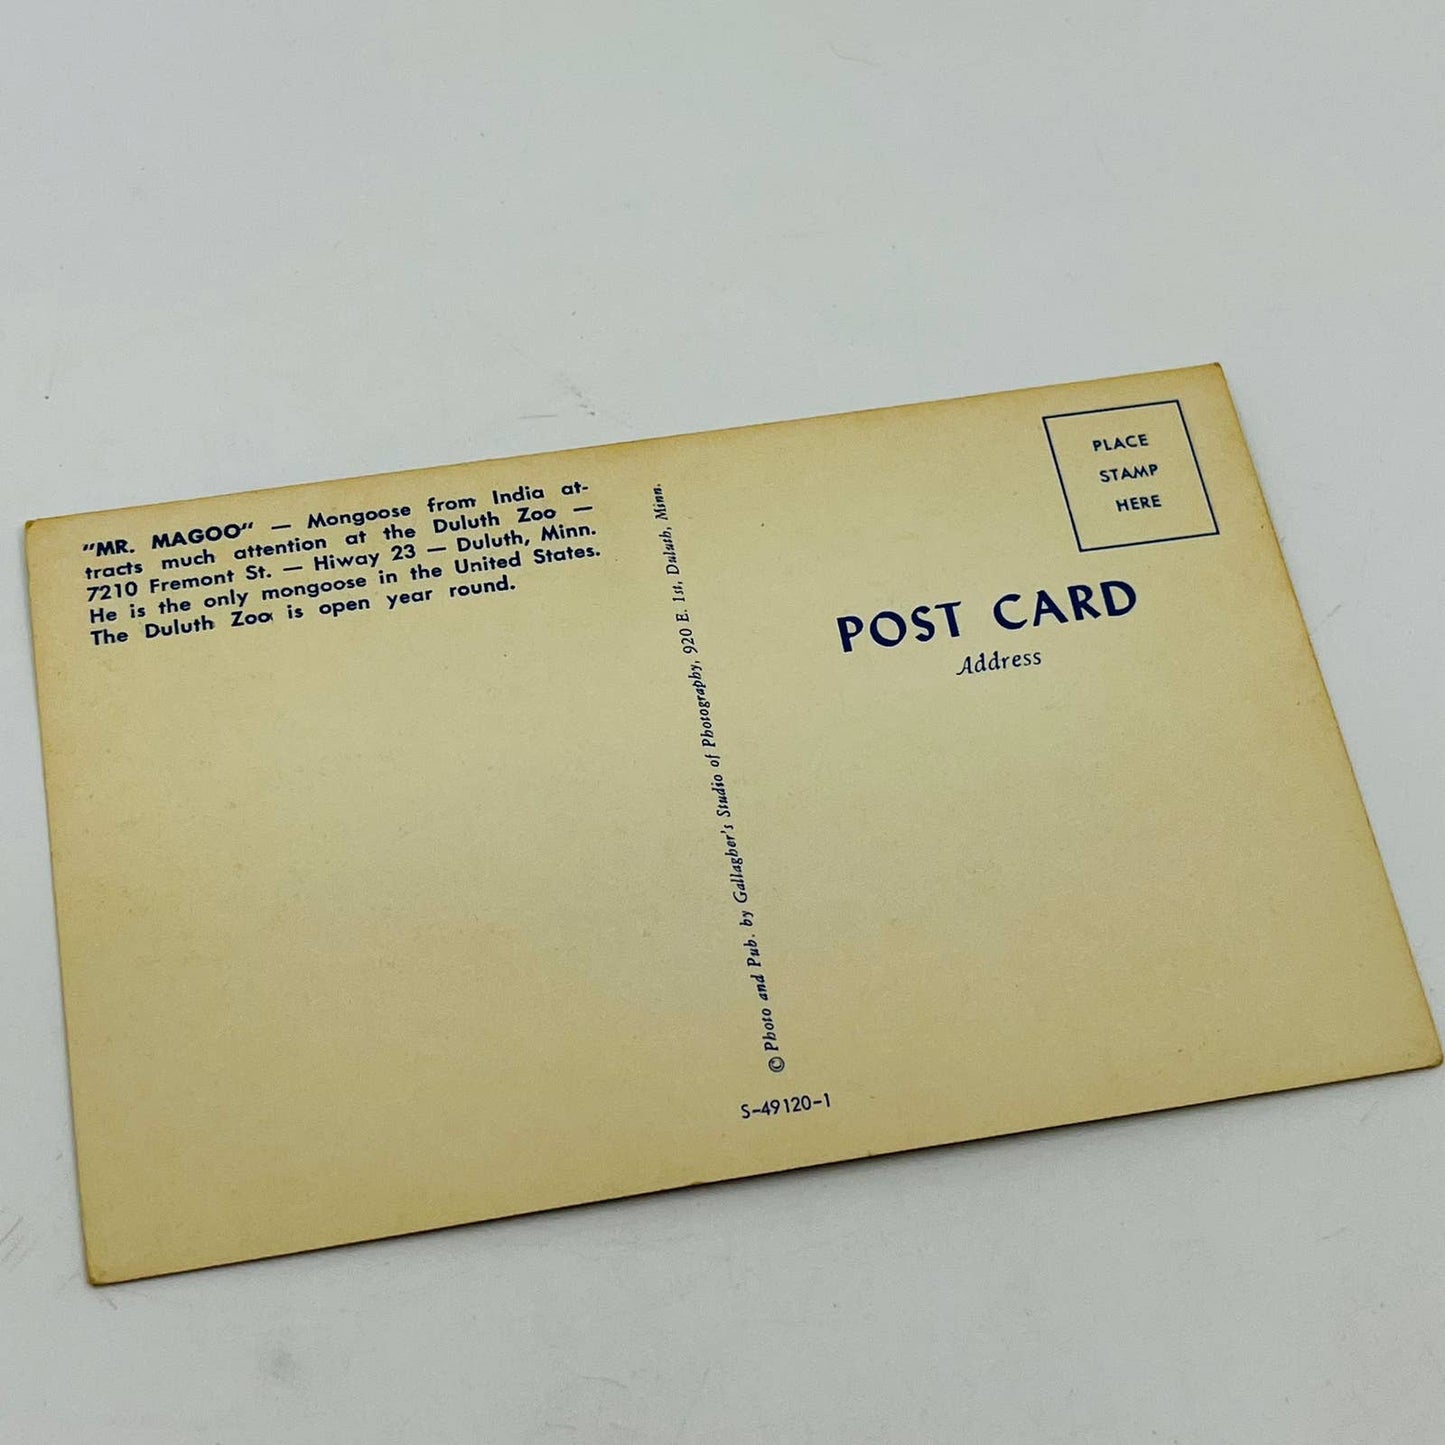 "MR. MAGOO" — Mongoose from India at-
tracts much attention at the Duluth Zoo —
7210 Fremont St. — Hiway 23 — Duluth, Minn.
He is the only mongoose in the United States.
The Duluth Zoo is open year round.
© Photo and Pub. by Gallagher's Studio of Photography, 920 E. 1st, Duluth, Minn.
S-49120-1
PLACE
STAMP
HERE
POST CARD
Address